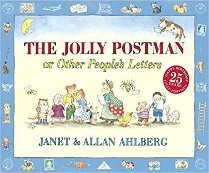 THE JOLLY POSTMAN
or Other People's Letters
25
JANET & ALLAN AHLBERG